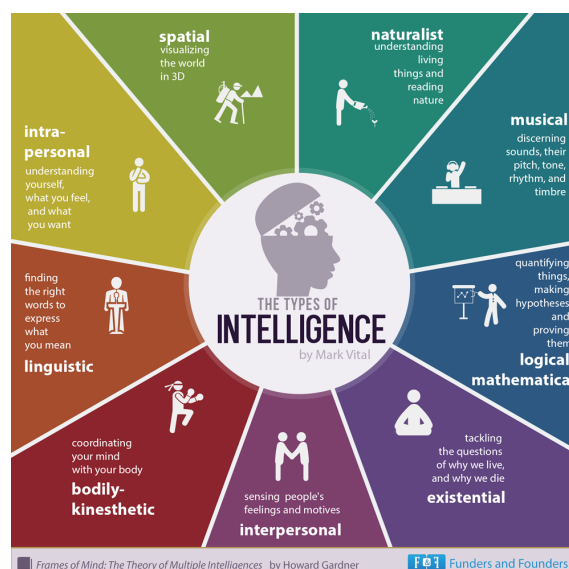 spatial
visualizing
the world
in 3D
naturalist
understanding
living
things and
reading
nature
musical
discerning
sounds, their
pitch, tone,
rhythm, and
timbre
quantifying
things,
making
hypotheses
and
proving
them
logical
mathematica
tackling
the questions
of why we live,
and why we die
existential
sensing people's
feelings and motives
interpersonal
coordinating
your mind
with your body
bodily-
kinesthetic
finding
the right
words to
express
what
you mean
linguistic
intra-
personal
understanding
yourself,
what you feel,
and what
you want
THE TYPES OF
INTELLIGENCE
by Mark Vital
Frames of Mind: The Theory of Multiple Intelligences by Howard Gardner
F&F Funders and Founders